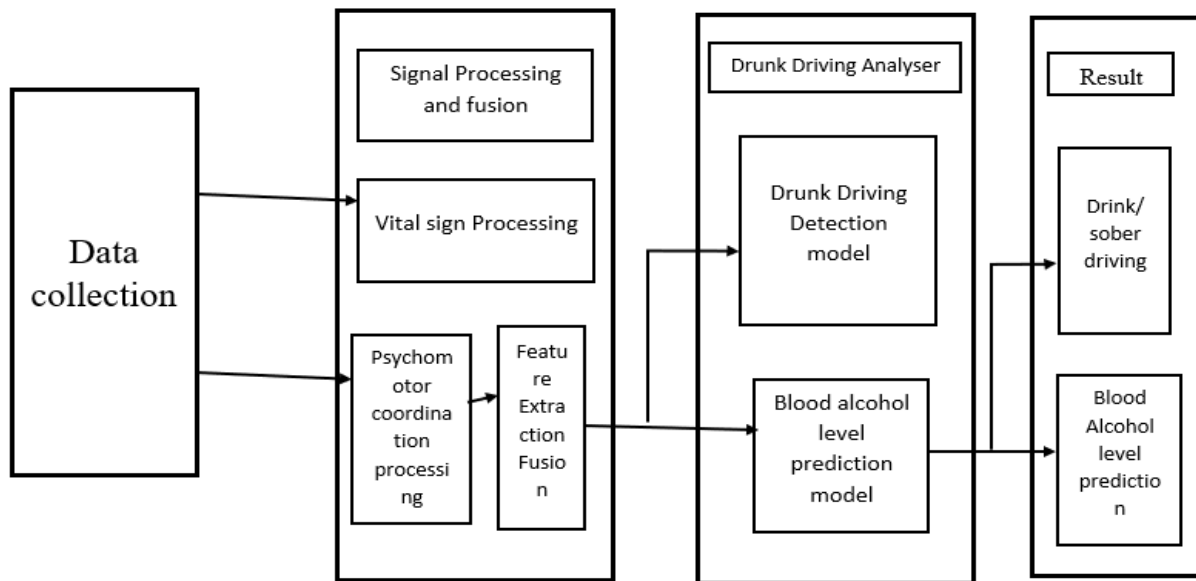 Data
collection
Signal Processing
and fusion
Vital sign Processing
Psychom
otor
coordina
tion
processi
ng
Featu
re
Extra
ction
Fusio
n
Drunk Driving Analyser
Drunk Driving
Detection
model
Blood alcohol
level
prediction
model
Result
Drink/
sober
driving
Blood
Alcohol
level
predictio
n